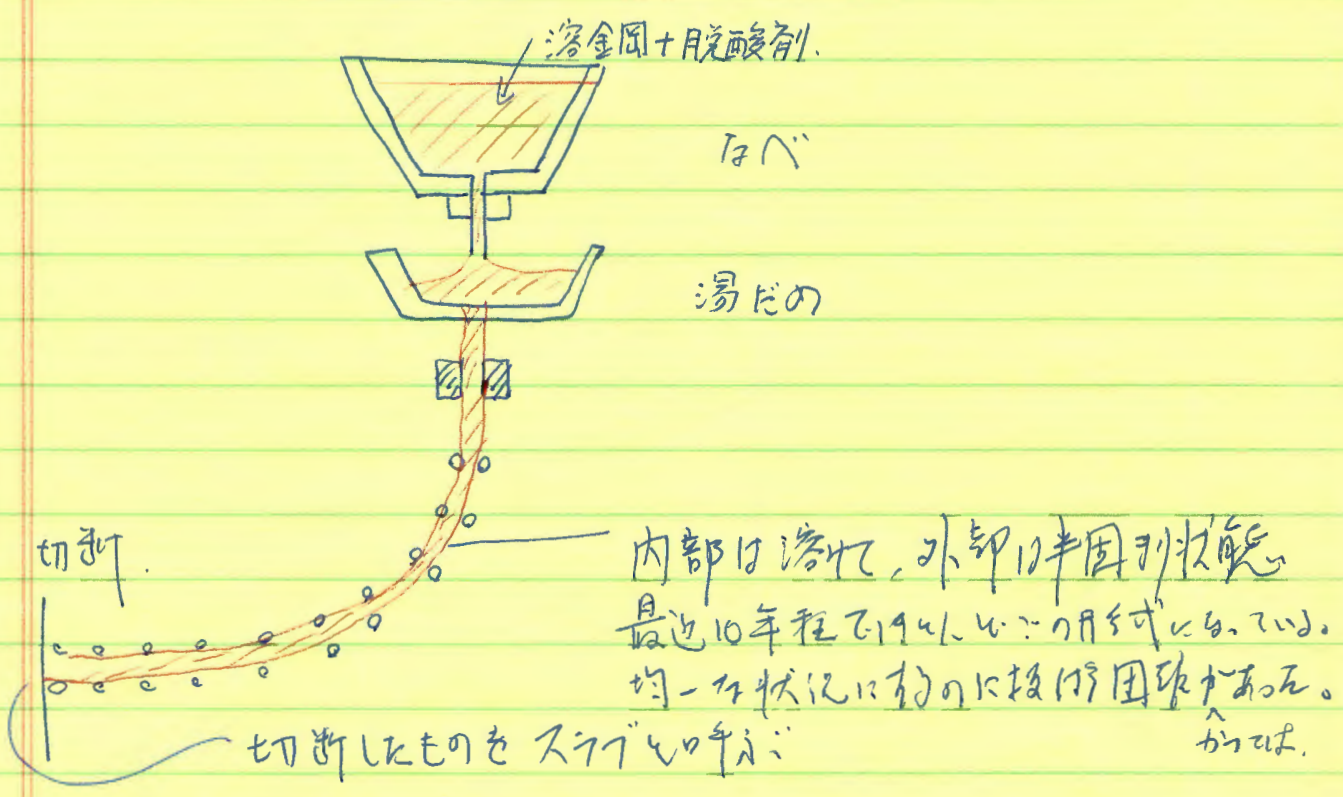 溶鋼+脱酸剤.
なべ
湯だめ
切断.
内部は溶けて、外部は半固形状態
最近10年程でほとんどこの形式になっている。
均一な状況にするのに技術的困難があった。
かつては.
切断したものをスラブと呼ぶ